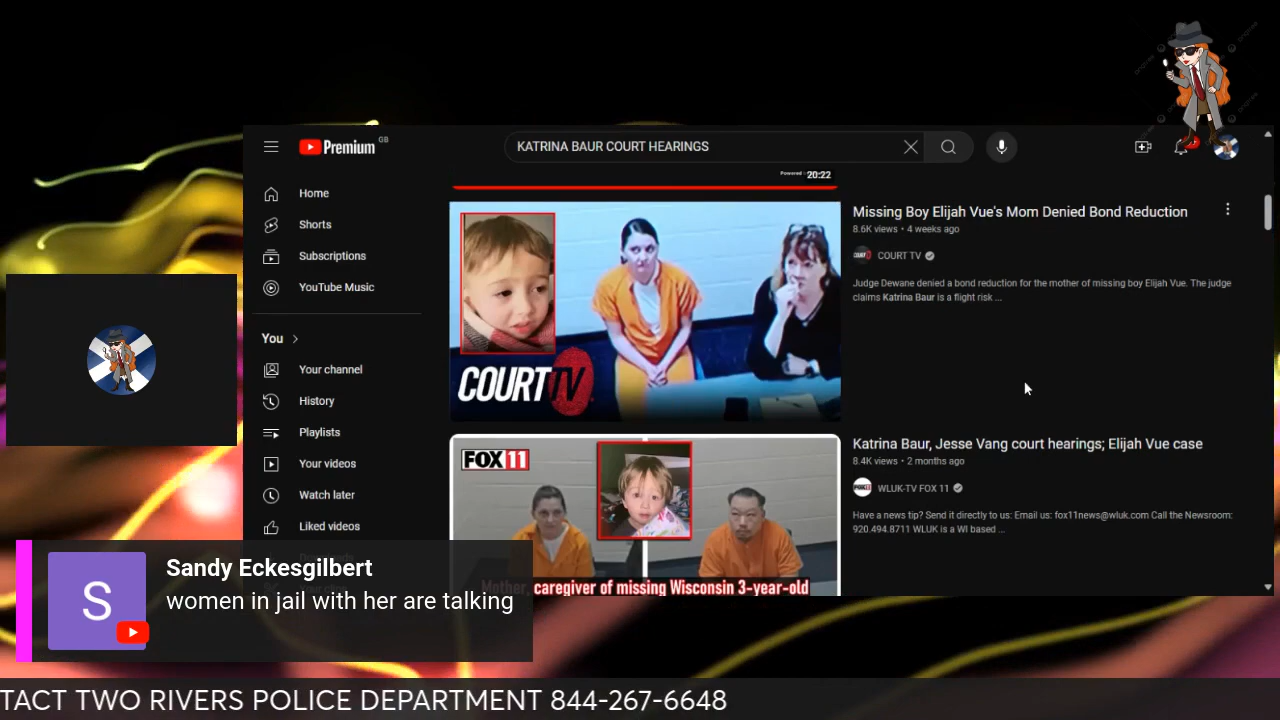 Premium GB
KATRINA BAUR COURT HEARINGS
Home
Shorts
Subscriptions
YouTube Music
You
Your channel
History
Playlists
Your videos
Watch later
Liked videos
20:22
COURT TV
Missing Boy Elijah Vue's Mom Denied Bond Reduction
8.6K views • 4 weeks ago
COURT TV
Judge Dewane denied a bond reduction for the mother of missing boy Elijah Vue. The judge
claims Katrina Baur is a flight risk ...
FOX 11
Mother, caregiver of missing Wisconsin 3-year-old
Katrina Baur, Jesse Vang court hearings; Elijah Vue case
8.4K views • 2 months ago
WLUK-TV FOX 11
Have a news tip? Send it directly to us: Email us: fox11news@wluk.com Call the Newsroom:
920.494.8711 WLUK is a WI based ...
S
Sandy Eckesgilbert
women in jail with her are talking
TACT TWO RIVERS POLICE DEPARTMENT 844-267-6648